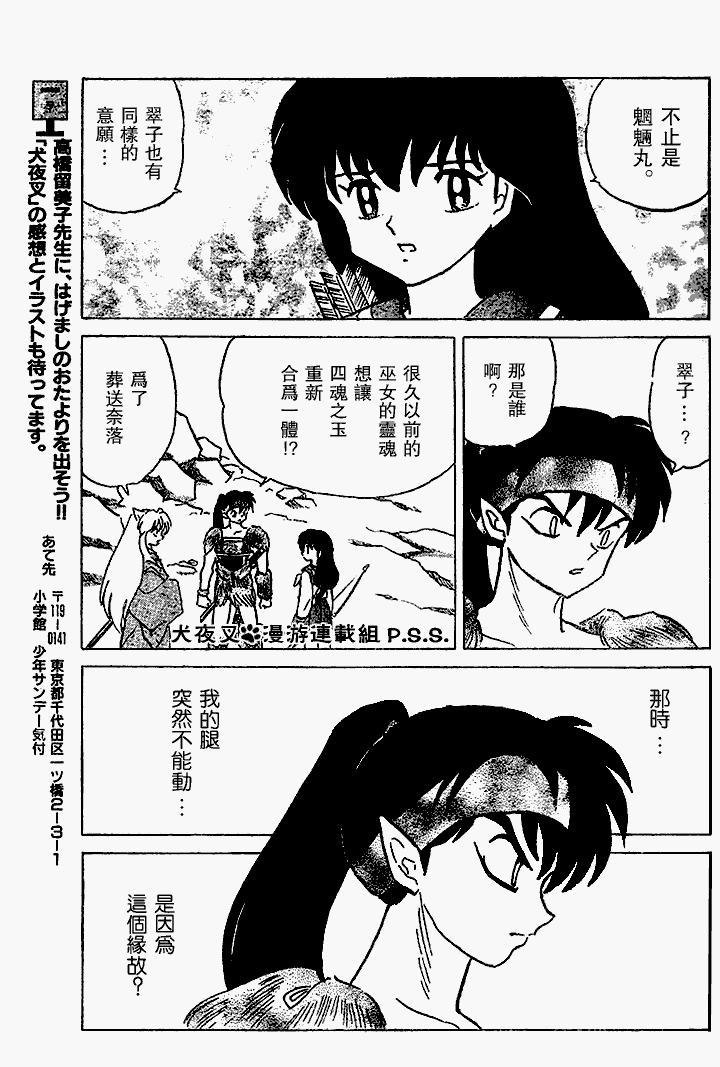 不止是
魍魎丸。
翠子也有
同樣的
意願…
翠子…？
那是誰
啊？
很久以前的
巫女的靈魂
想讓
四魂之玉
重新
合爲一體!?
爲了
葬送奈落
犬夜叉
漫游連載組 P.S.S.
那時…
我的腿
突然不能動…
是因爲
這個緣故？
高橋留美子先生に、はげましのおたよりを出そう!!
「犬夜叉」の感想とイラストも待ってます。
あて先
〒119-0141 東京都千代田区一ツ橋2-3-1
小学館 少年サンデー気付